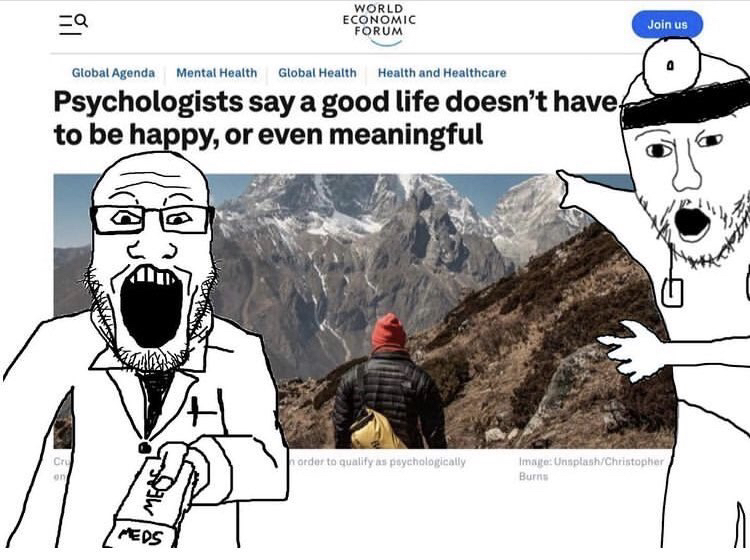 WORLD
ECONOMIC
FORUM
Join us
Global Agenda Mental Health Global Health Health and Healthcare
Psychologists say a good life doesn't have
to be happy, or even meaningful
n order to qualify as psychologically
Image: Unsplash/Christopher
Burns
MEDS